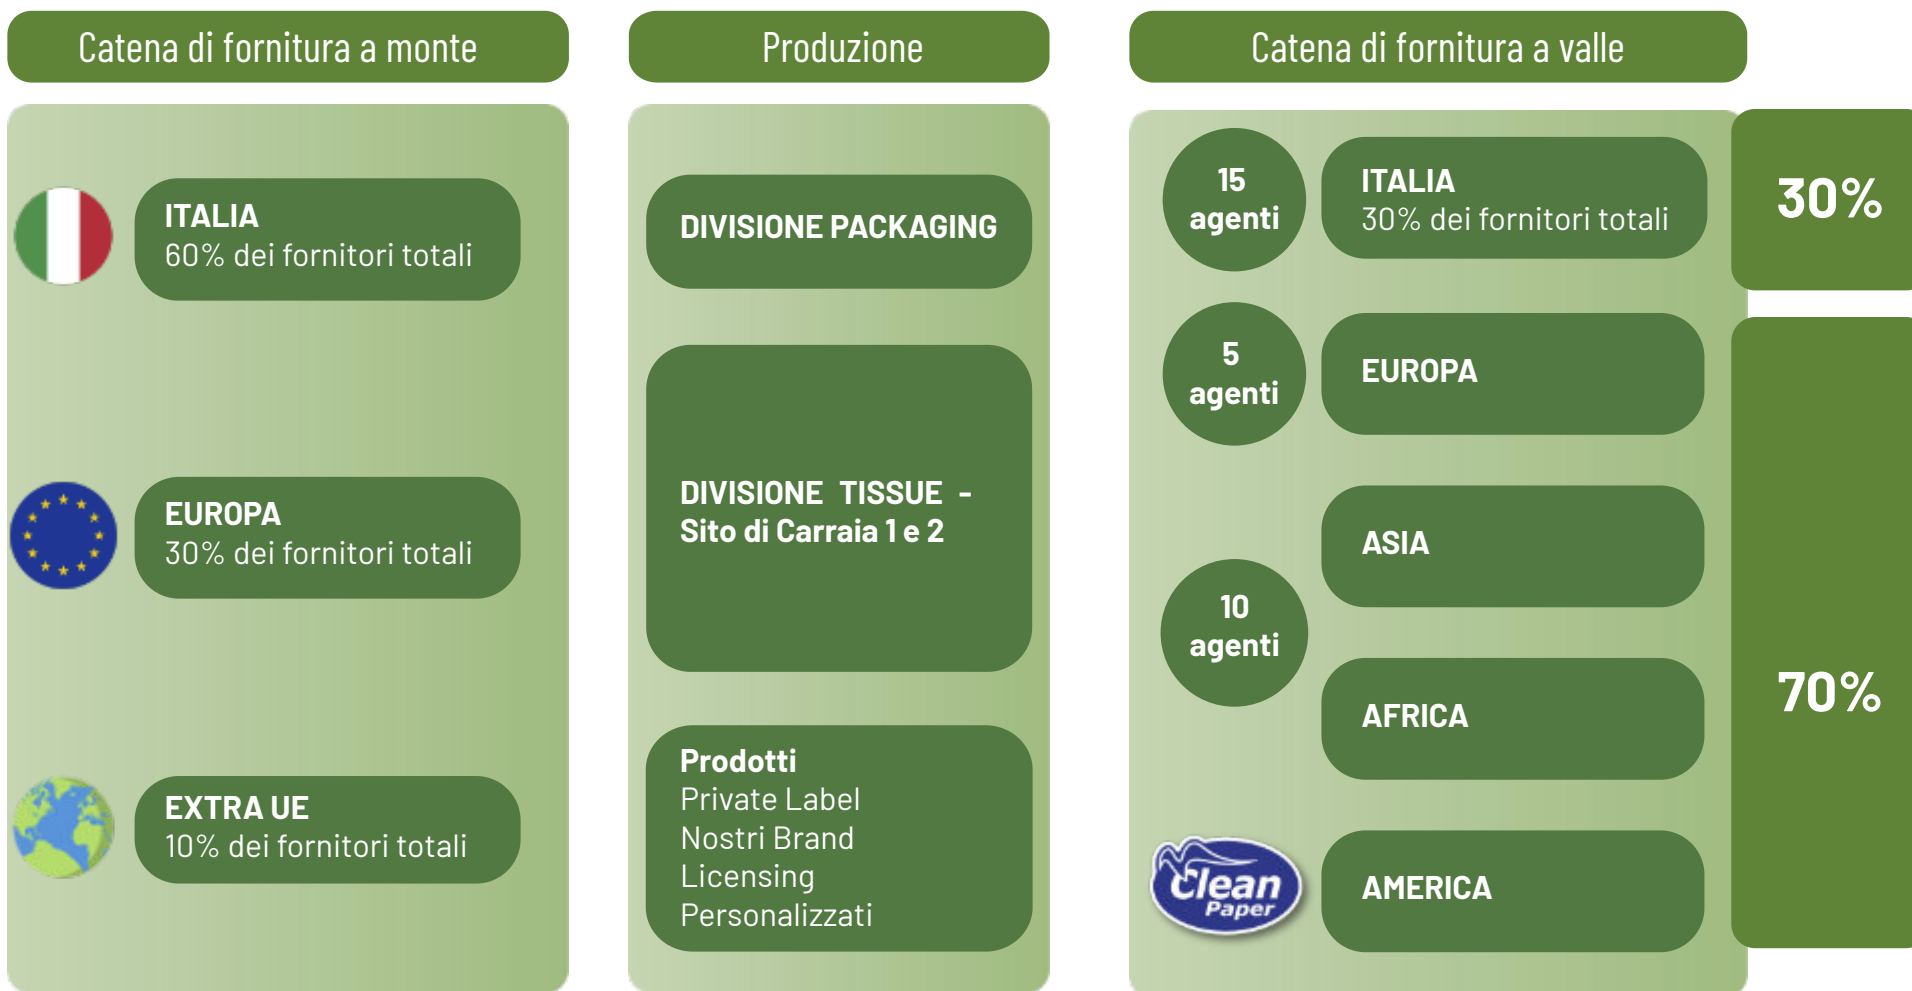 Catena di fornitura a monte
ITALIA
60% dei fornitori totali
EUROPA
30% dei fornitori totali
EXTRA UE
10% dei fornitori totali
Produzione
DIVISIONE PACKAGING
DIVISIONE TISSUE -
Sito di Carraia 1 e 2
Prodotti
Private Label
Nostri Brand
Licensing
Personalizzati
Catena di fornitura a valle
15
agenti
ITALIA
30% dei fornitori totali
30%
5
agenti
EUROPA
ASIA
10
agenti
AFRICA
70%
Clean
Paper
AMERICA